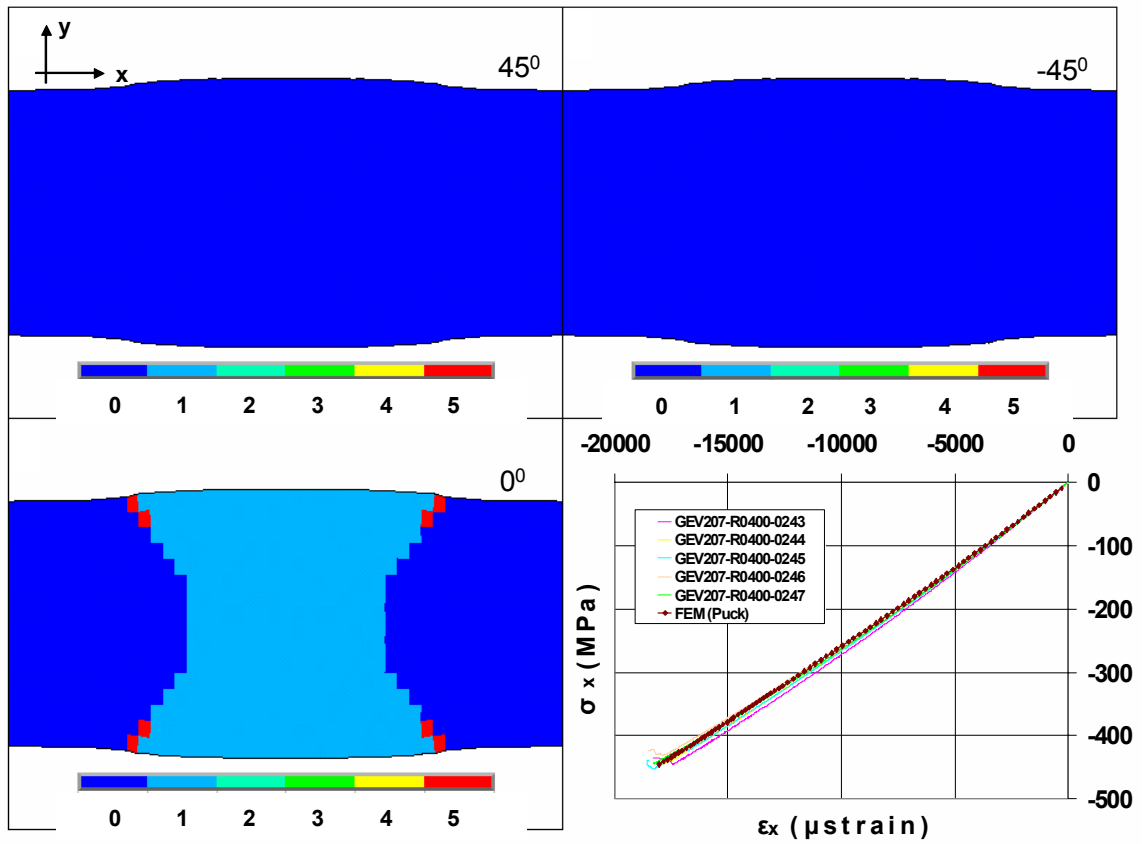 y
x
45⁰
-45⁰
0 1 2 3 4 5
0 1 2 3 4 5
0⁰
0 1 2 3 4 5
-20000 -15000 -10000 -5000 0
0
-100
-200
-300
-400
-500
GEV207-R0400-0243
GEV207-R0400-0244
GEV207-R0400-0245
GEV207-R0400-0246
GEV207-R0400-0247
FEM (Puck)
σ x (MPa)
εx (μstrain)